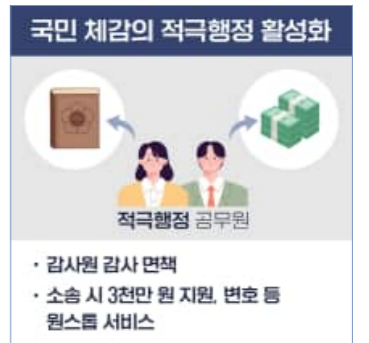 국민 체감의 적극행정 활성화
적극행정 공무원
· 감사원 감사 면책
· 소송 시 3천만 원 지원, 변호 등
원스톱 서비스